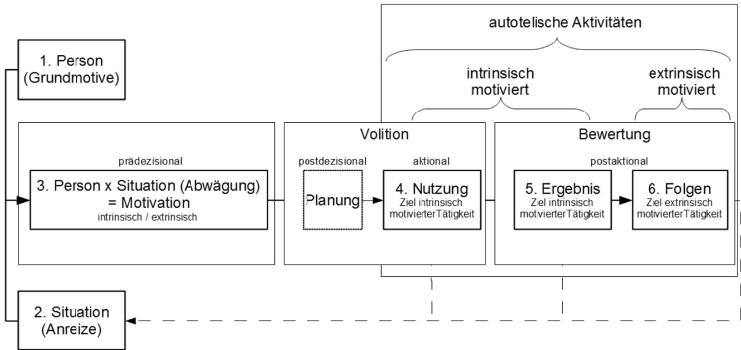 autotelische Aktivitäten
1. Person
(Grundmotive)
intrinsisch
motiviert
extrinsisch
motiviert
Volition
Bewertung
prädezisional
postdezisional
aktional
postaktional
3. Person x Situation (Abwägung)
= Motivation
intrinsisch / extrinsisch
Planung
4. Nutzung
Ziel intrinsisch
motivierter Tätigkeit
5. Ergebnis
Ziel intrinsisch
motvierter Tätigkeit
6. Folgen
Ziel extrinsisch
motivierter Tätigkeit
2. Situation
(Anreize)